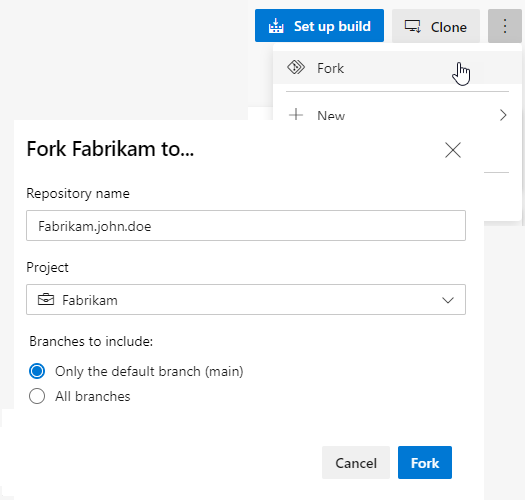 Set up build
Clone
Fork
New
Fork Fabrikam to...
Repository name
Fabrikam.john.doe
Project
Fabrikam
Branches to include:
Only the default branch (main)
All branches
Cancel
Fork